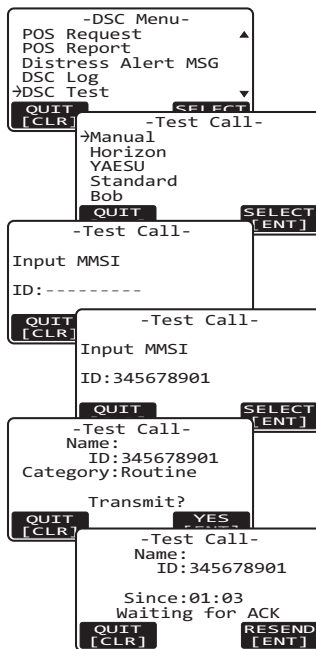 -DSC Menu-
POS Request ▲
POS Report
Distress Alert MSG
DSC Log
→DSC Test ▼
QUIT SELECT
[CLR]
-Test Call-
→Manual
Horizon
YAESU
Standard
Bob
QUIT SELECT
[ENT]
-Test Call-
Input MMSI
ID:---------
QUIT
[CLR]
-Test Call-
Input MMSI
ID:345678901
QUIT SELECT
[ENT]
-Test Call-
Name:
ID:345678901
Category:Routine
Transmit?
QUIT YES
[CLR]
-Test Call-
Name:
ID:345678901
Since:01:03
Waiting for ACK
QUIT RESEND
[CLR] [ENT]